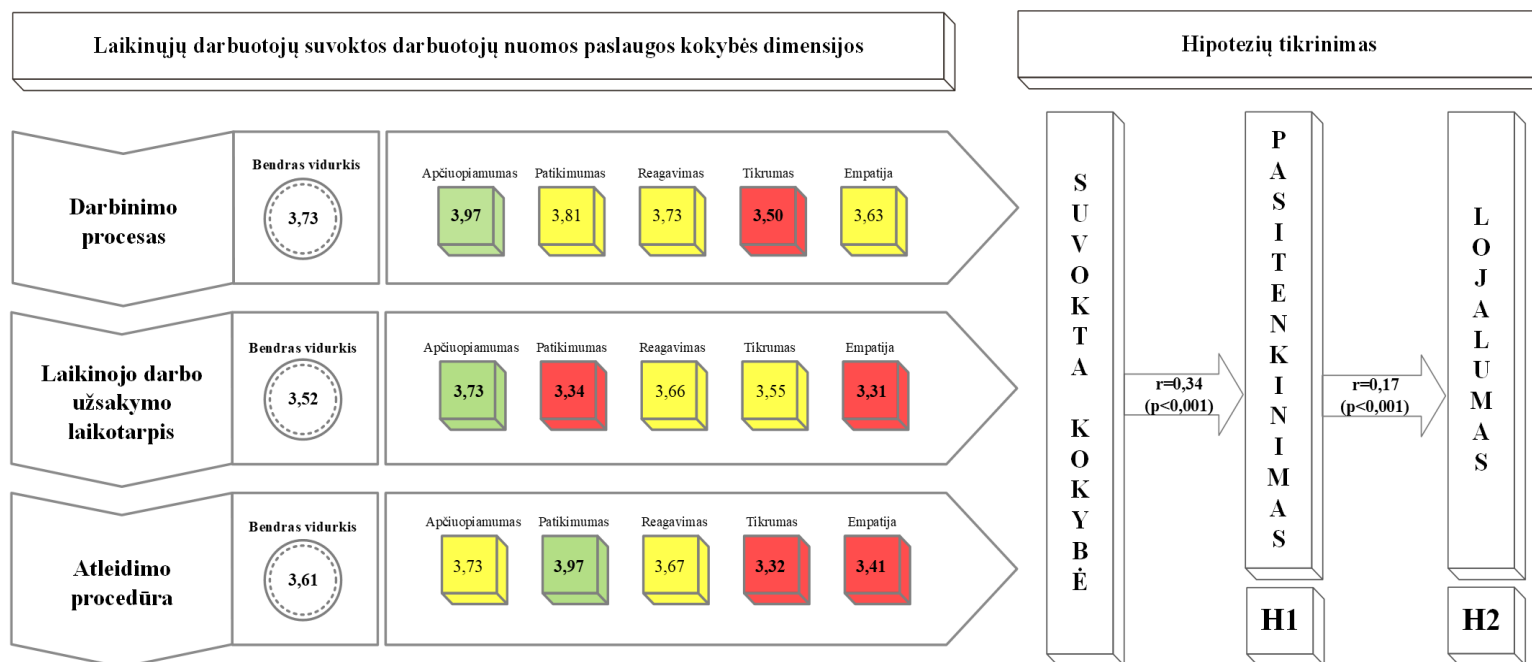 Laikinųjų darbuotojų suvoktos darbuotojų nuomos paslaugos kokybės dimensijos
Hipotezių tikrinimas
Darbinimo
procesas
Bendras vidurkis
3,73
Apčiuopiamumas
3,97
Patikimumas
3,81
Reagavimas
3,73
Tikrumas
3,50
Empatija
3,63
Laikinojo darbo
užsakymo
laikotarpis
Bendras vidurkis
3,52
Apčiuopiamumas
3,73
Patikimumas
3,34
Reagavimas
3,66
Tikrumas
3,55
Empatija
3,31
Atleidimo
procedūra
Bendras vidurkis
3,61
Apčiuopiamumas
3,73
Patikimumas
3,97
Reagavimas
3,67
Tikrumas
3,32
Empatija
3,41
SUVOKTA KOKYBĖ
r=0,34
(p<0,001)
PASITENKINIMAS
H1
r=0,17
(p<0,001)
LOJALUMAS
H2